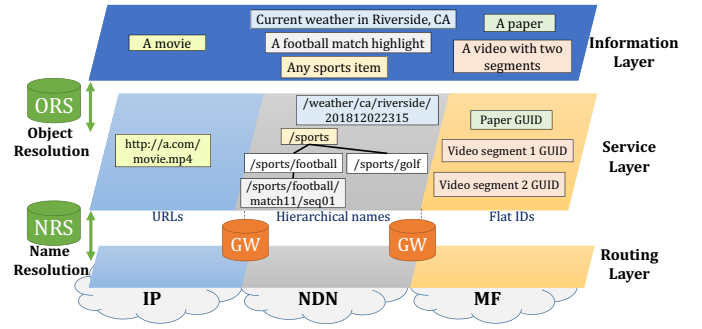 Current weather in Riverside, CA
A movie
A football match highlight
Any sports item
A paper
A video with two
segments
Information
Layer
ORS
Object
Resolution
http://a.com/
movie.mp4
/weather/ca/riverside/
201812022315
/sports
/sports/football
/sports/golf
/sports/football/
match11/seq01
Paper GUID
Video segment 1 GUID
Video segment 2 GUID
Service
Layer
URLs
Hierarchical names
Flat IDs
NRS
Name
Resolution
GW
GW
Routing
Layer
IP
NDN
MF